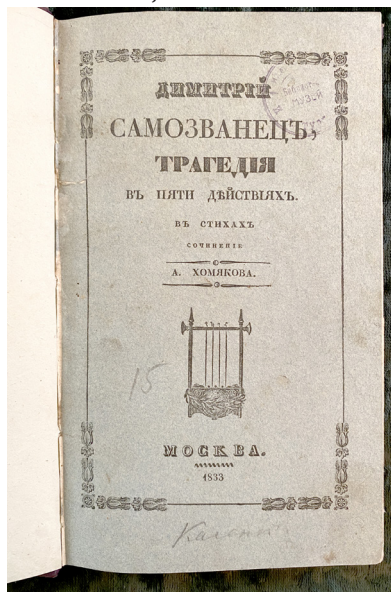 ДИМИТРІЙ
САМОЗВАНЕЦЪ,
ТРАГЕДІЯ
ВЪ ПЯТИ ДѢЙСТВІЯХЪ.
ВЪ СТИХАХЪ
СОЧИНЕНІЕ
А. ХОМЯКОВА.
15
МОСКВА.
1833